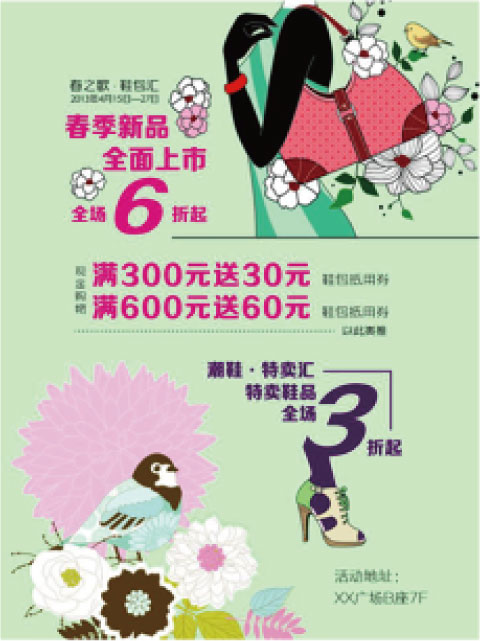 春之歌·鞋包汇
2013年4月15日—27日
春季新品
全面上市
全场6折起
现金购物
满300元送30元 鞋包抵用券
满600元送60元 鞋包抵用券
以此类推
潮鞋·特卖汇
特卖鞋品
全场
3折起
活动地址：
XX广场B座7F